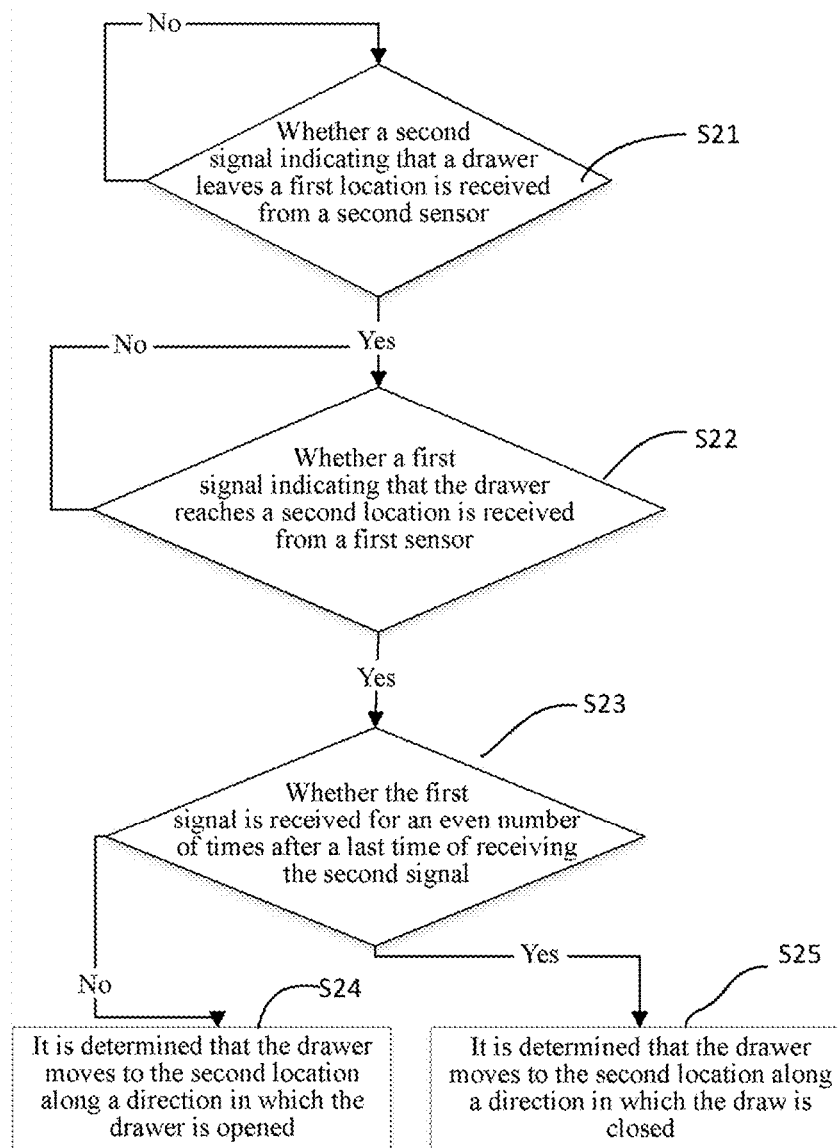 No
Whether a second
signal indicating that a drawer
leaves a first location is received
from a second sensor
S21
Yes
No
Whether a first
signal indicating that the drawer
reaches a second location is received
from a first sensor
S22
Yes
S23
Whether the first
signal is received for an even number
of times after a last time of receiving
the second signal
No
Yes
S24
S25
It is determined that the drawer
moves to the second location
along a direction in which the
drawer is opened
It is determined that the drawer
moves to the second location along
a direction in which the draw is
closed